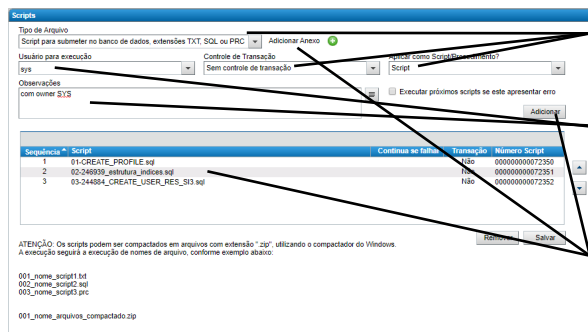 Scripts
Tipo de Arquivo
Script para submeter no banco de dados, extensões TXT, SQL ou PRC Adicionar Anexo
Usuário para execução Controle de Transação Aplicar como Script/Procedimento?
sys Sem controle de transação Script
Observações
com owner SYS Executar próximos scripts se este apresentar erro
Adicionar
Sequência Script Continua se falhar Transação Número Script
1 01-CREATE_PROFILE.sql Não 000000000072350
2 02-246939_estrutura_indices.sql Não 000000000072351
3 03-244884_CREATE_USER_RES_SI3.sql Não 000000000072352
Remover Salvar
ATENÇÃO: Os scripts podem ser compactados em arquivos com extensão ".zip", utilizando o compactador do Windows.
A execução seguirá a execução de nomes de arquivo, conforme exemplo abaixo:
001_nome_script1.txt
002_nome_script2.sql
003_nome_script3.prc
001_nome_arquivos_compactado.zip